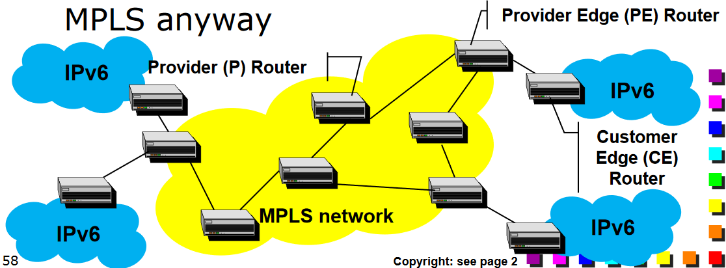 MPLS anyway
Provider Edge (PE) Router
IPv6
Provider (P) Router
IPv6
Customer
Edge (CE)
Router
MPLS network
IPv6
IPv6
58
Copyright: see page 2